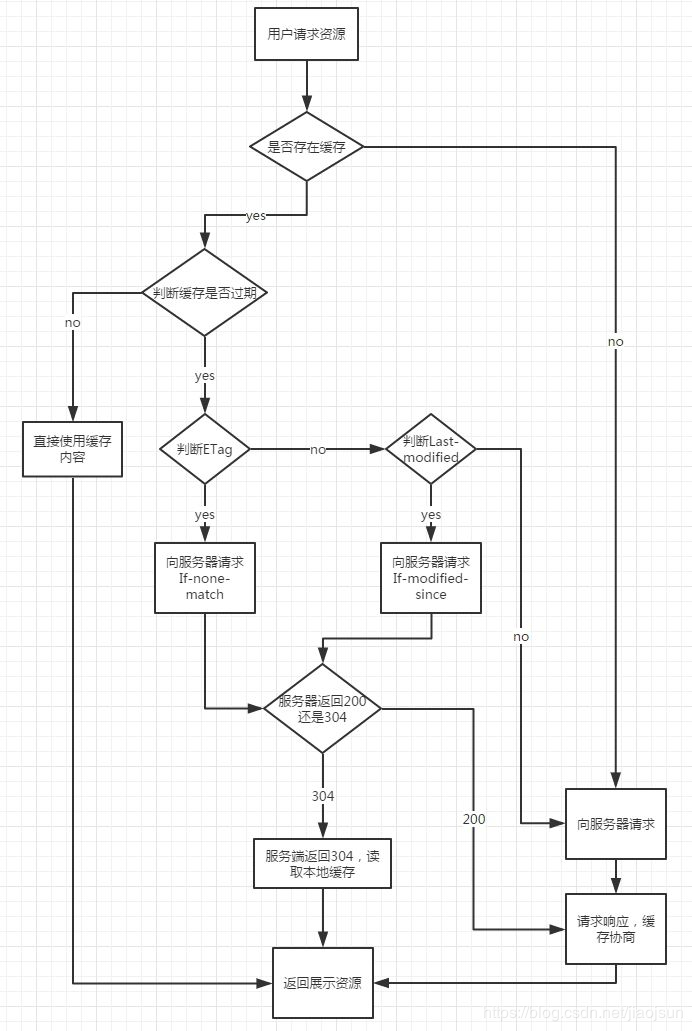 用户请求资源
是否存在缓存
yes
判断缓存是否过期
no
no
yes
直接使用缓存
内容
判断ETag
no
判断Last-
modified
yes
yes
向服务器请求
If-none-
match
向服务器请求
If-modified-
since
no
服务器返回200
还是304
304
200
向服务器请求
服务端返回304，读
取本地缓存
请求响应，缓
存协商
返回展示资源
https://blog.csdn.net/jiaojsun